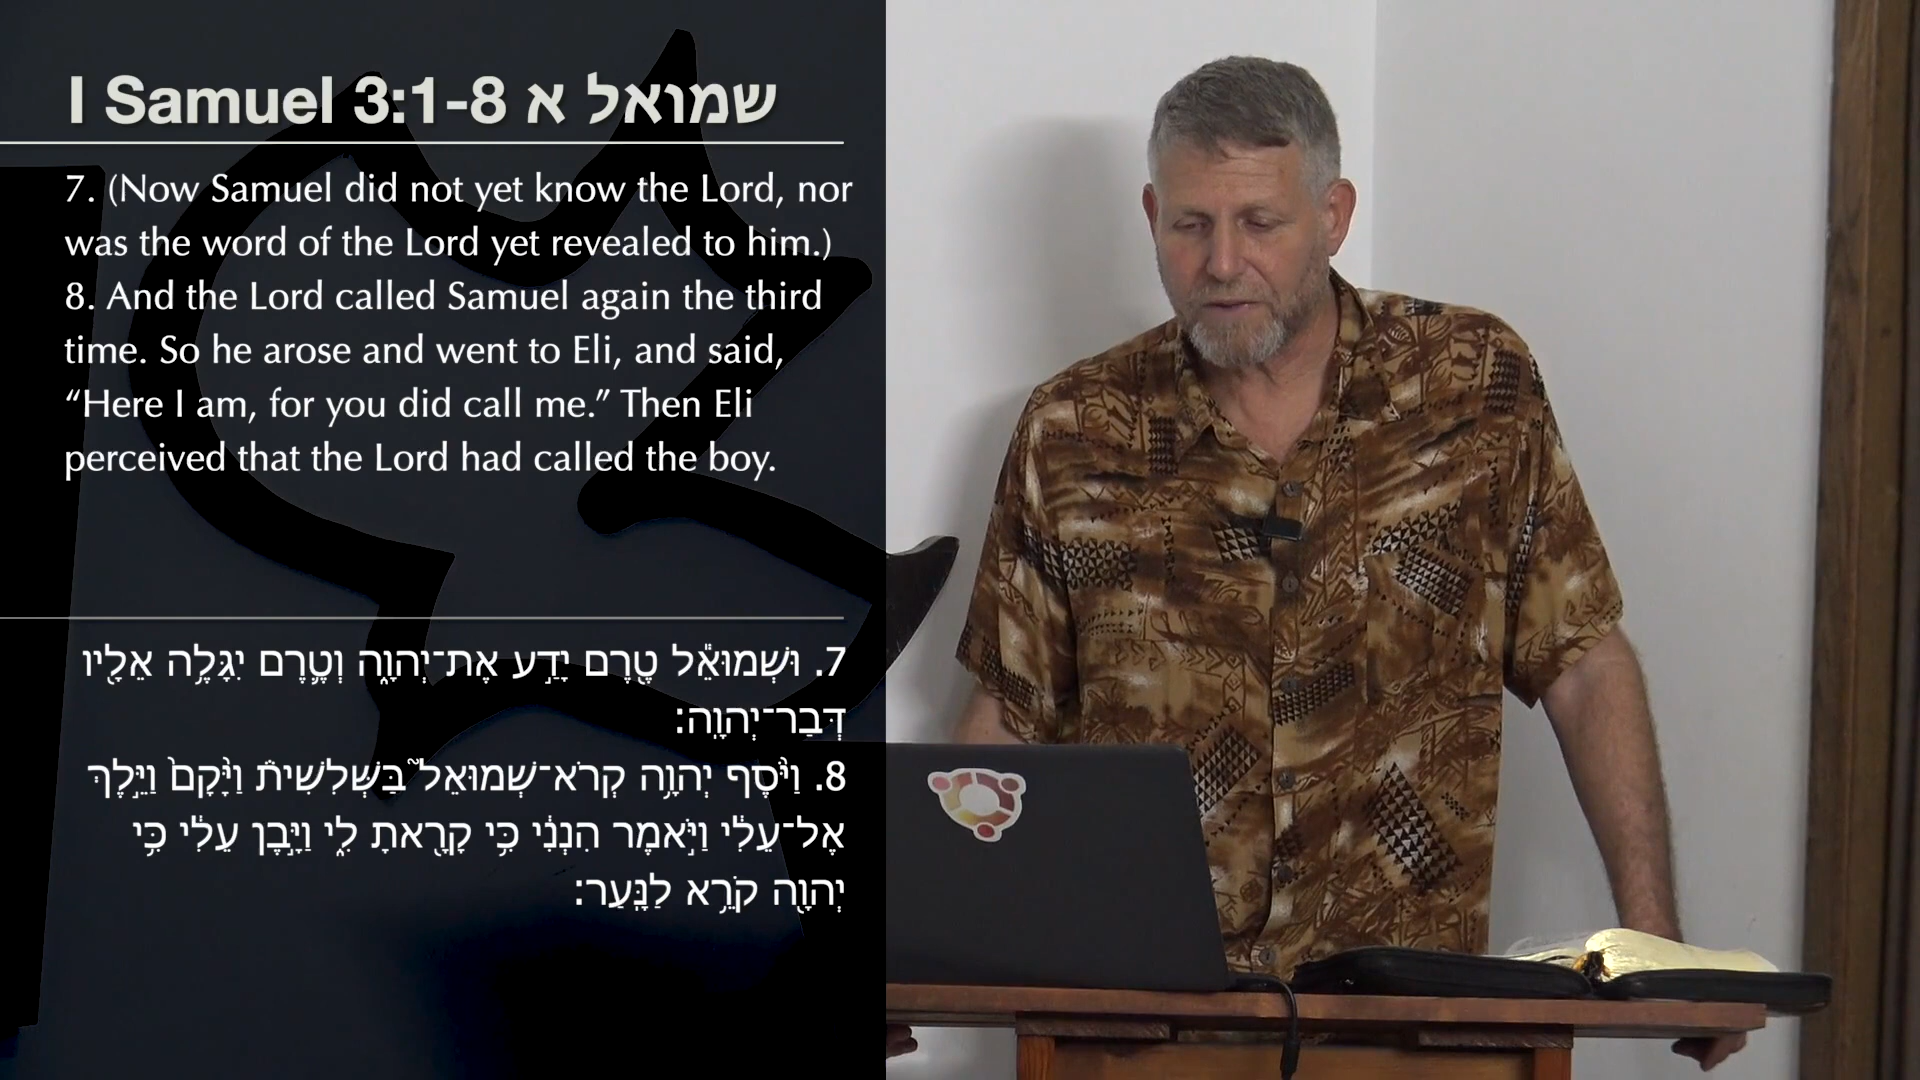 I Samuel 3:1-8 שמואל א
7. (Now Samuel did not yet know the Lord, nor
was the word of the Lord yet revealed to him.)
8. And the Lord called Samuel again the third
time. So he arose and went to Eli, and said,
“Here I am, for you did call me.” Then Eli
perceived that the Lord had called the boy.
7. וּשְׁמוּאֵ֕ל טֶ֖רֶם יָדַ֣ע אֶת־יְהוָ֑ה וְטֶ֛רֶם יִגָּלֶ֥ה אֵלָ֖יו
דְּבַר־יְהוָֽה׃
8. וַיֹּ֨סֶף יְהוָ֥ה קְרֹא־שְׁמוּאֵל֮ בַּשְּׁלִשִׁית֒ וַיָּ֙קָם֙ וַיֵּ֣לֶךְ
אֶל־עֵלִ֔י וַיֹּ֣אמֶר הִנְנִ֔י כִּ֥י קָרָ֖אתָ לִ֑י וַיָּ֣בֶן עֵלִ֔י כִּ֥י
יְהוָ֖ה קֹרֵ֥א לַנָּֽעַר׃